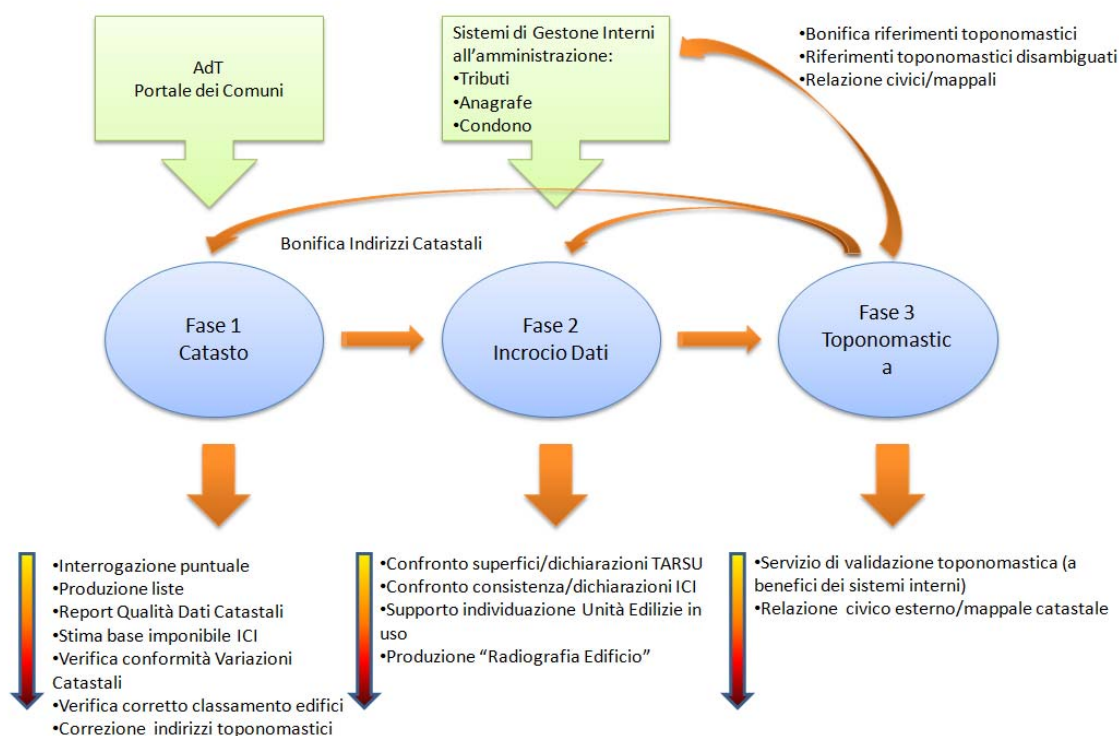 AdT
Portale dei Comuni
Sistemi di Gestone Interni
all'amministrazione:
•Tributi
•Anagrafe
•Condono
•Bonifica riferimenti toponomastici
•Riferimenti toponomastici disambiguati
•Relazione civici/mappali
Bonifica Indirizzi Catastali
Fase 1
Catasto
Fase 2
Incrocio Dati
Fase 3
Toponomastic
a
•Interrogazione puntuale
•Produzione liste
•Report Qualità Dati Catastali
•Stima base imponibile ICI
•Verifica conformità Variazioni
Catastali
•Verifica corretto classamento edifici
•Correzione indirizzi toponomastici
•Confronto superfici/dichiarazioni TARSU
•Confronto consistenza/dichiarazioni ICI
•Supporto individuazione Unità Edilizie in
uso
•Produzione “Radiografia Edificio”
•Servizio di validazione toponomastica (a
benefici dei sistemi interni)
•Relazione civico esterno/mappale catastale